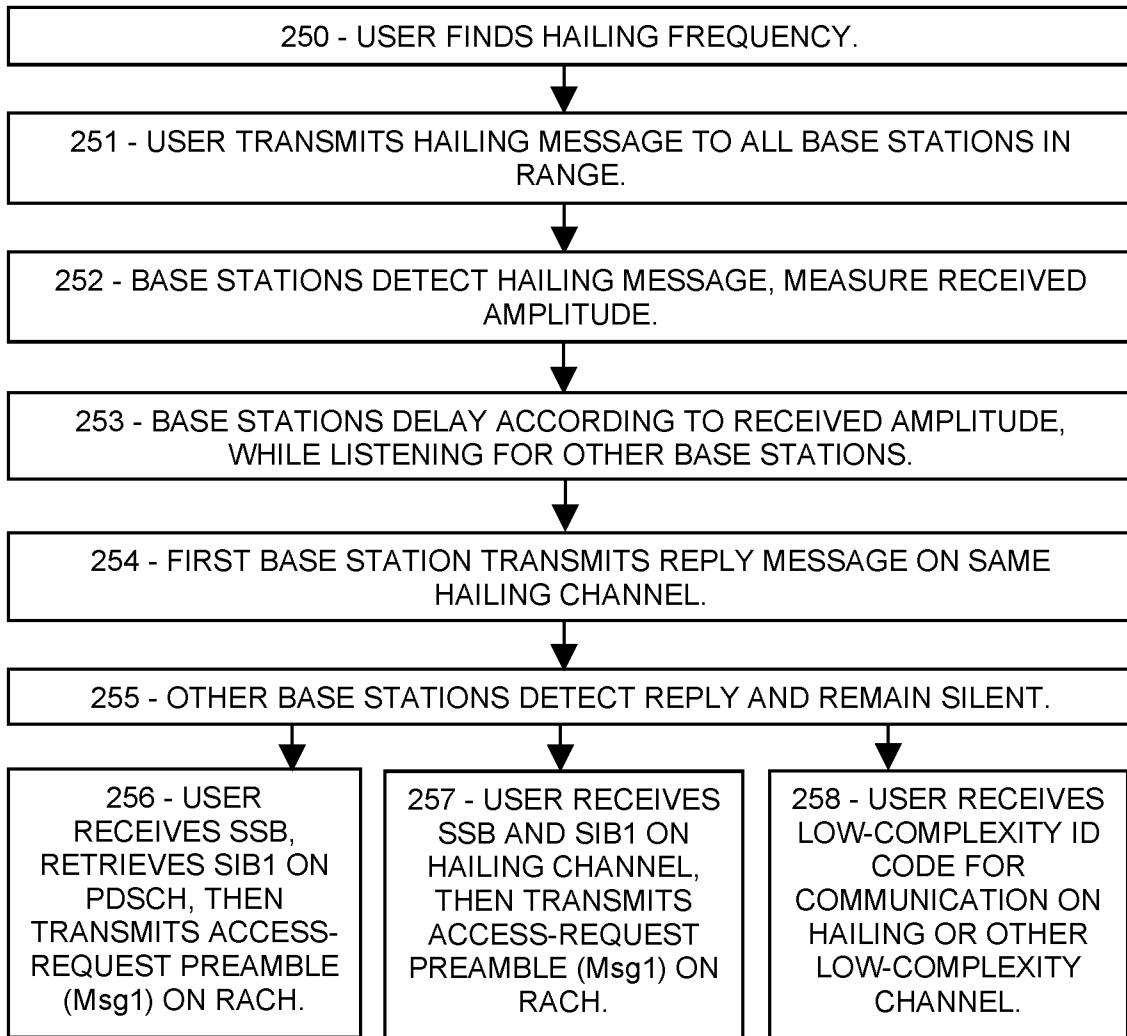 250 - USER FINDS HAILING FREQUENCY.
251 - USER TRANSMITS HAILING MESSAGE TO ALL BASE STATIONS IN
RANGE.
252 - BASE STATIONS DETECT HAILING MESSAGE, MEASURE RECEIVED
AMPLITUDE.
253 - BASE STATIONS DELAY ACCORDING TO RECEIVED AMPLITUDE,
WHILE LISTENING FOR OTHER BASE STATIONS.
254 - FIRST BASE STATION TRANSMITS REPLY MESSAGE ON SAME
HAILING CHANNEL.
255 - OTHER BASE STATIONS DETECT REPLY AND REMAIN SILENT.
256 - USER
RECEIVES SSB,
RETRIEVES SIB1 ON
PDSCH, THEN
TRANSMITS ACCESS-
REQUEST PREAMBLE
(Msg1) ON RACH.
257 - USER RECEIVES
SSB AND SIB1 ON
HAILING CHANNEL,
THEN TRANSMITS
ACCESS-REQUEST
PREAMBLE (Msg1) ON
RACH.
258 - USER RECEIVES
LOW-COMPLEXITY ID
CODE FOR
COMMUNICATION ON
HAILING OR OTHER
LOW-COMPLEXITY
CHANNEL.